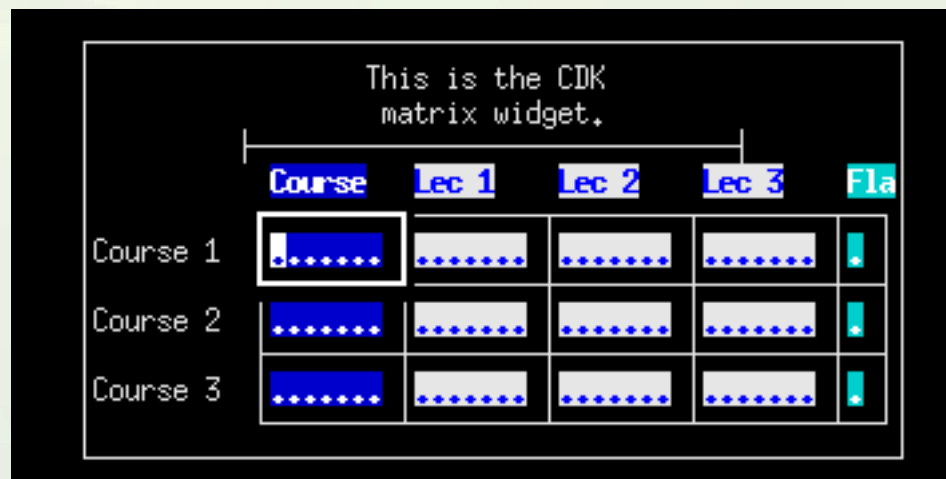 This is the CDK
matrix widget.
Course Lec 1 Lec 2 Lec 3 Fla
Course 1 ....... ....... ....... ....... .
Course 2 ....... ....... ....... ....... .
Course 3 ....... ....... ....... ....... .